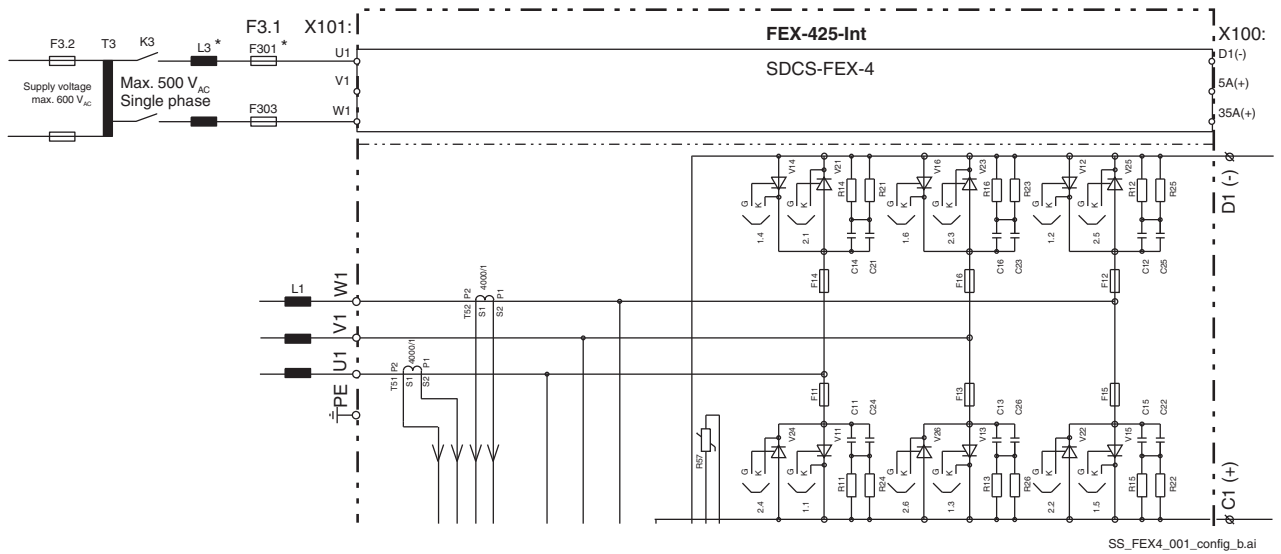 F3.1
X101:
FEX-425-Int
X100:
F3.2
T3
K3
L3 *
F301 *
U1
SDCS-FEX-4
D1(-)
Supply voltage
max. 600 VAC
Max. 500 VAC
Single phase
V1
5A(+)
F303
W1
35A(+)
V14
V21
R14
R21
V16
V23
R16
R23
V12
V25
R12
R25
D1 (-)
G
K
G
K
G
K
G
K
G
K
G
K
1.4
2.1
1.6
2.3
1.2
2.5
C14
C21
C16
C23
C12
C25
F14
F16
F12
L1
W1
T52 P2
S1
4000/1
S2 P1
V1
U1
T51 P2
S1
4000/1
S2 P1
PE
F11
F13
F15
C11
C24
C13
C26
C15
C22
R57
V24
V11
V26
V13
V22
V15
G
K
G
K
G
K
G
K
G
K
G
K
R11
R24
R13
R26
R15
R22
2.4
1.1
2.6
1.3
2.2
1.5
C1 (+)
SS_FEX4_001_config_b.ai